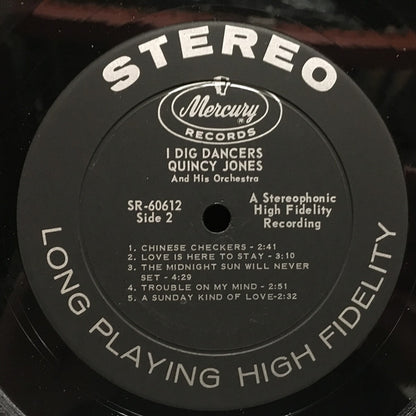 STEREO
Mercury
RECORDS
I DIG DANCERS
QUINCY JONES
And His Orchestra
SR-60612
Side 2
A Stereophonic
High Fidelity
Recording
1. CHINESE CHECKERS - 2:41
2. LOVE IS HERE TO STAY - 3:10
3. THE MIDNIGHT SUN WILL NEVER
SET - 4:29
4. TROUBLE ON MY MIND - 2:51
5. A SUNDAY KIND OF LOVE-2:32
LONG PLAYING HIGH FIDELITY